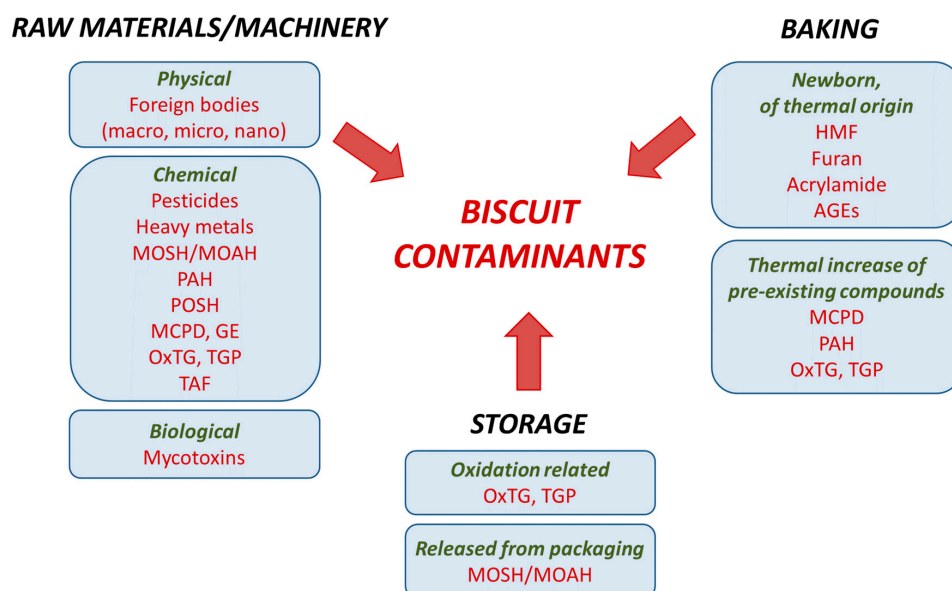 RAW MATERIALS/MACHINERY
Physical
Foreign bodies
(macro, micro, nano)
Chemical
Pesticides
Heavy metals
MOSH/MOAH
PAH
POSH
MCPD, GE
OxTG, TGP
TAF
Biological
Mycotoxins
BISCUIT
CONTAMINANTS
STORAGE
Oxidation related
OxTG, TGP
Released from packaging
MOSH/MOAH
BAKING
Newborn,
of thermal origin
HMF
Furan
Acrylamide
AGEs
Thermal increase of
pre-existing compounds
MCPD
PAH
OxTG, TGP